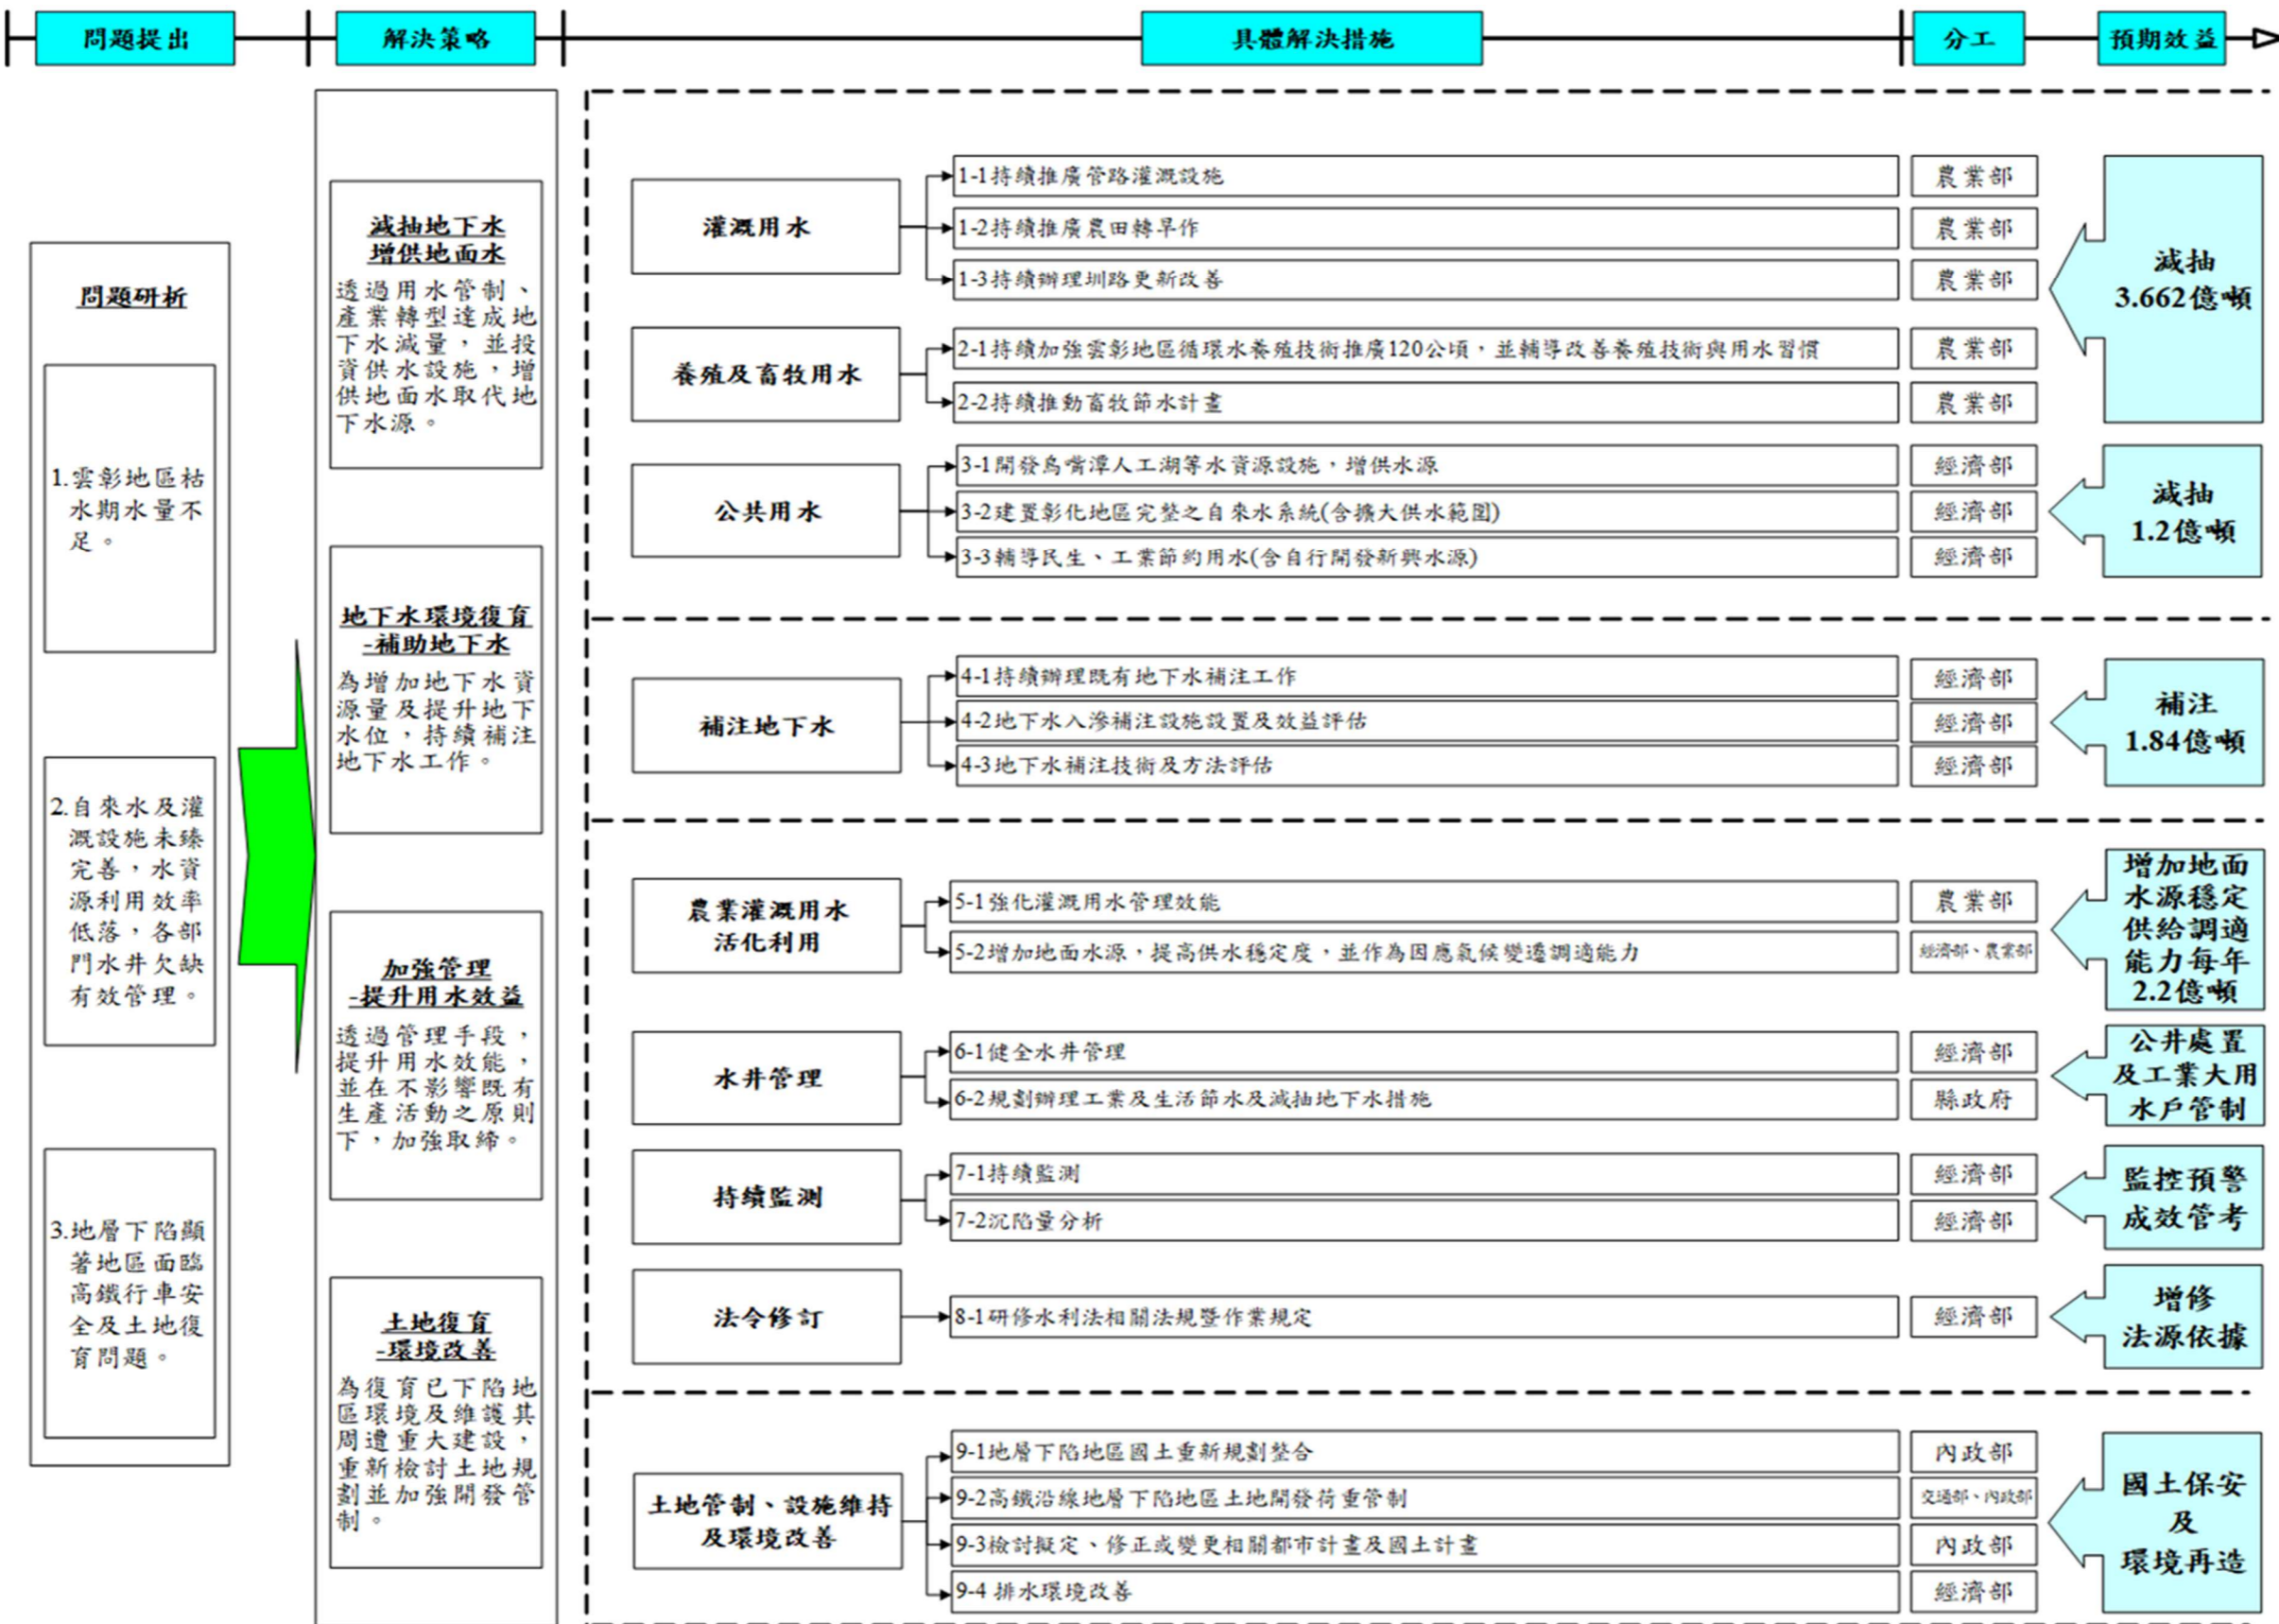 問題提出
解決策略
具體解決措施
分工
預期效益
問題研析
1.雲彰地區枯
水期水量不
足。
2.自來水及灌
溉設施未臻
完善，水資
源利用效率
低落，各部
門水井欠缺
有效管理。
3.地層下陷顯
著地區面臨
高鐵行車安
全及土地復
育問題。
減抽地下水
增供地面水
透過用水管制、
產業轉型達成地
下水減量，並投
資供水設施，增
供地面水取代地
下水源。
地下水環境復育
-補助地下水
為增加地下水資
源量及提升地下
水位，持續補注
地下水工作。
加強管理
-提升用水效益
透過管理手段，
提升用水效能，
並在不影響既有
生產活動之原則
下，加強取締。
土地復育
-環境改善
為復育已下陷地
區環境及維護其
周遭重大建設，
重新檢討土地規
劃並加強開發管
制。
灌溉用水
1-1持續推廣管路灌溉設施
農業部
1-2持續推廣農田轉旱作
農業部
1-3持續辦理圳路更新改善
農業部
養殖及畜牧用水
2-1持續加強雲彰地區循環水養殖技術推廣120公頃，並輔導改善養殖技術與用水習慣
農業部
2-2持續推動畜牧節水計畫
農業部
減抽
3.662億噸
公共用水
3-1開發鳥嘴潭人工湖等水資源設施，增供水源
經濟部
3-2建置彰化地區完整之自來水系統(含擴大供水範圍)
經濟部
3-3輔導民生、工業節約用水(含自行開發新興水源)
經濟部
減抽
1.2億噸
補注地下水
4-1持續辦理既有地下水補注工作
經濟部
4-2地下水入滲補注設施設置及效益評估
經濟部
4-3地下水補注技術及方法評估
經濟部
補注
1.84億噸
農業灌溉用水
活化利用
5-1強化灌溉用水管理效能
農業部
5-2增加地面水源，提高供水穩定度，並作為因應氣候變遷調適能力
經濟部、農業部
增加地面
水源穩定
供給調適
能力每年
2.2億噸
水井管理
6-1健全水井管理
經濟部
6-2規劃辦理工業及生活節水及減抽地下水措施
縣政府
公井處置
及工業大用
水戶管制
持續監測
7-1持續監測
經濟部
7-2沉陷量分析
經濟部
監控預警
成效管考
法令修訂
8-1研修水利法相關法規暨作業規定
經濟部
增修
法源依據
土地管制、設施維持
及環境改善
9-1地層下陷地區國土重新規劃整合
內政部
9-2高鐵沿線地層下陷地區土地開發荷重管制
交通部、內政部
9-3檢討擬定、修正或變更相關都市計畫及國土計畫
內政部
9-4 排水環境改善
經濟部
國土保安
及
環境再造